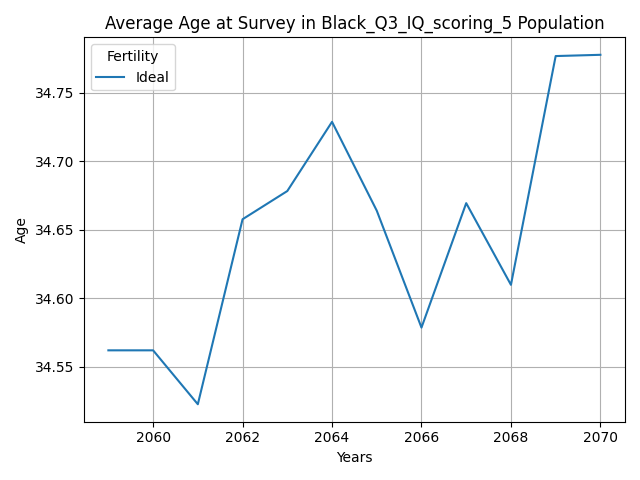 Average Age at Survey in Black_Q3_IQ_scoring_5 Population
Fertility
Ideal
34.75
34.70
34.65
34.60
34.55
Age
2060 2062 2064 2066 2068 2070
Years